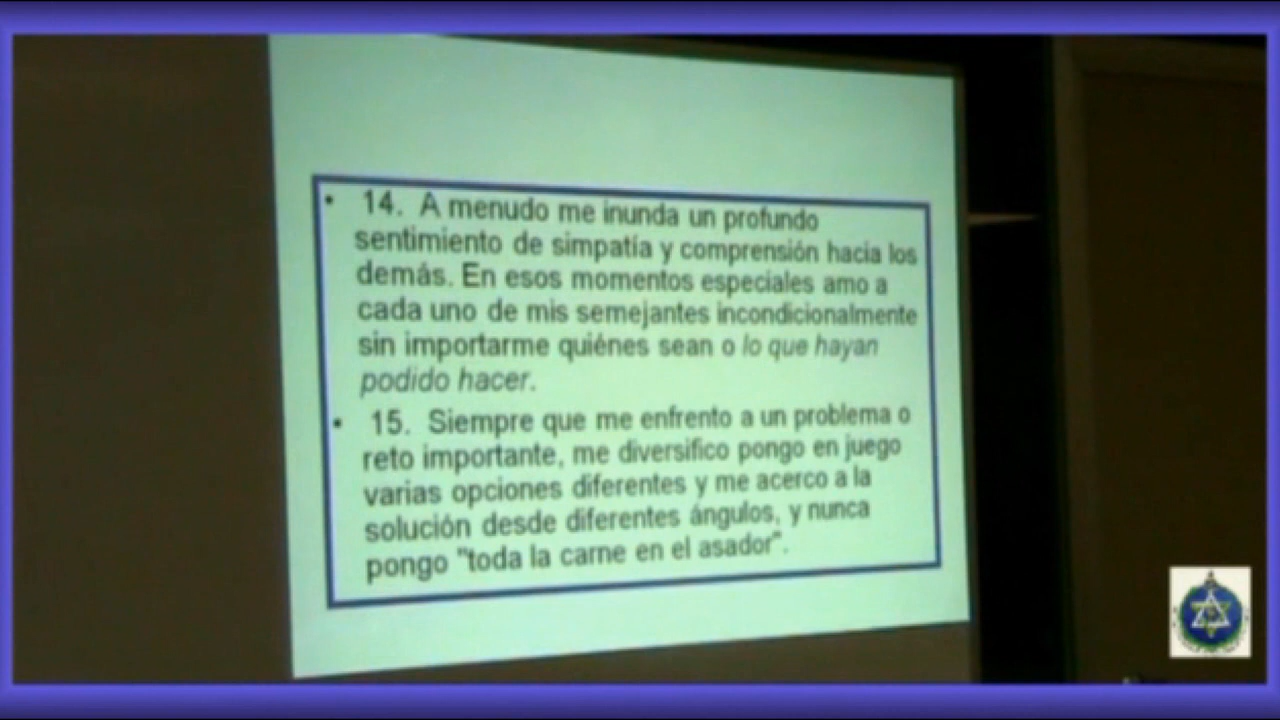 • 14. A menudo me inunda un profundo
sentimiento de simpatía y comprensión hacia los
demás. En esos momentos especiales amo a
cada uno de mis semejantes incondicionalmente
sin importarme quiénes sean o lo que hayan
podido hacer.
• 15. Siempre que me enfrento a un problema o
reto importante, me diversifico pongo en juego
varias opciones diferentes y me acerco a la
solución desde diferentes ángulos, y nunca
pongo "toda la carne en el asador".